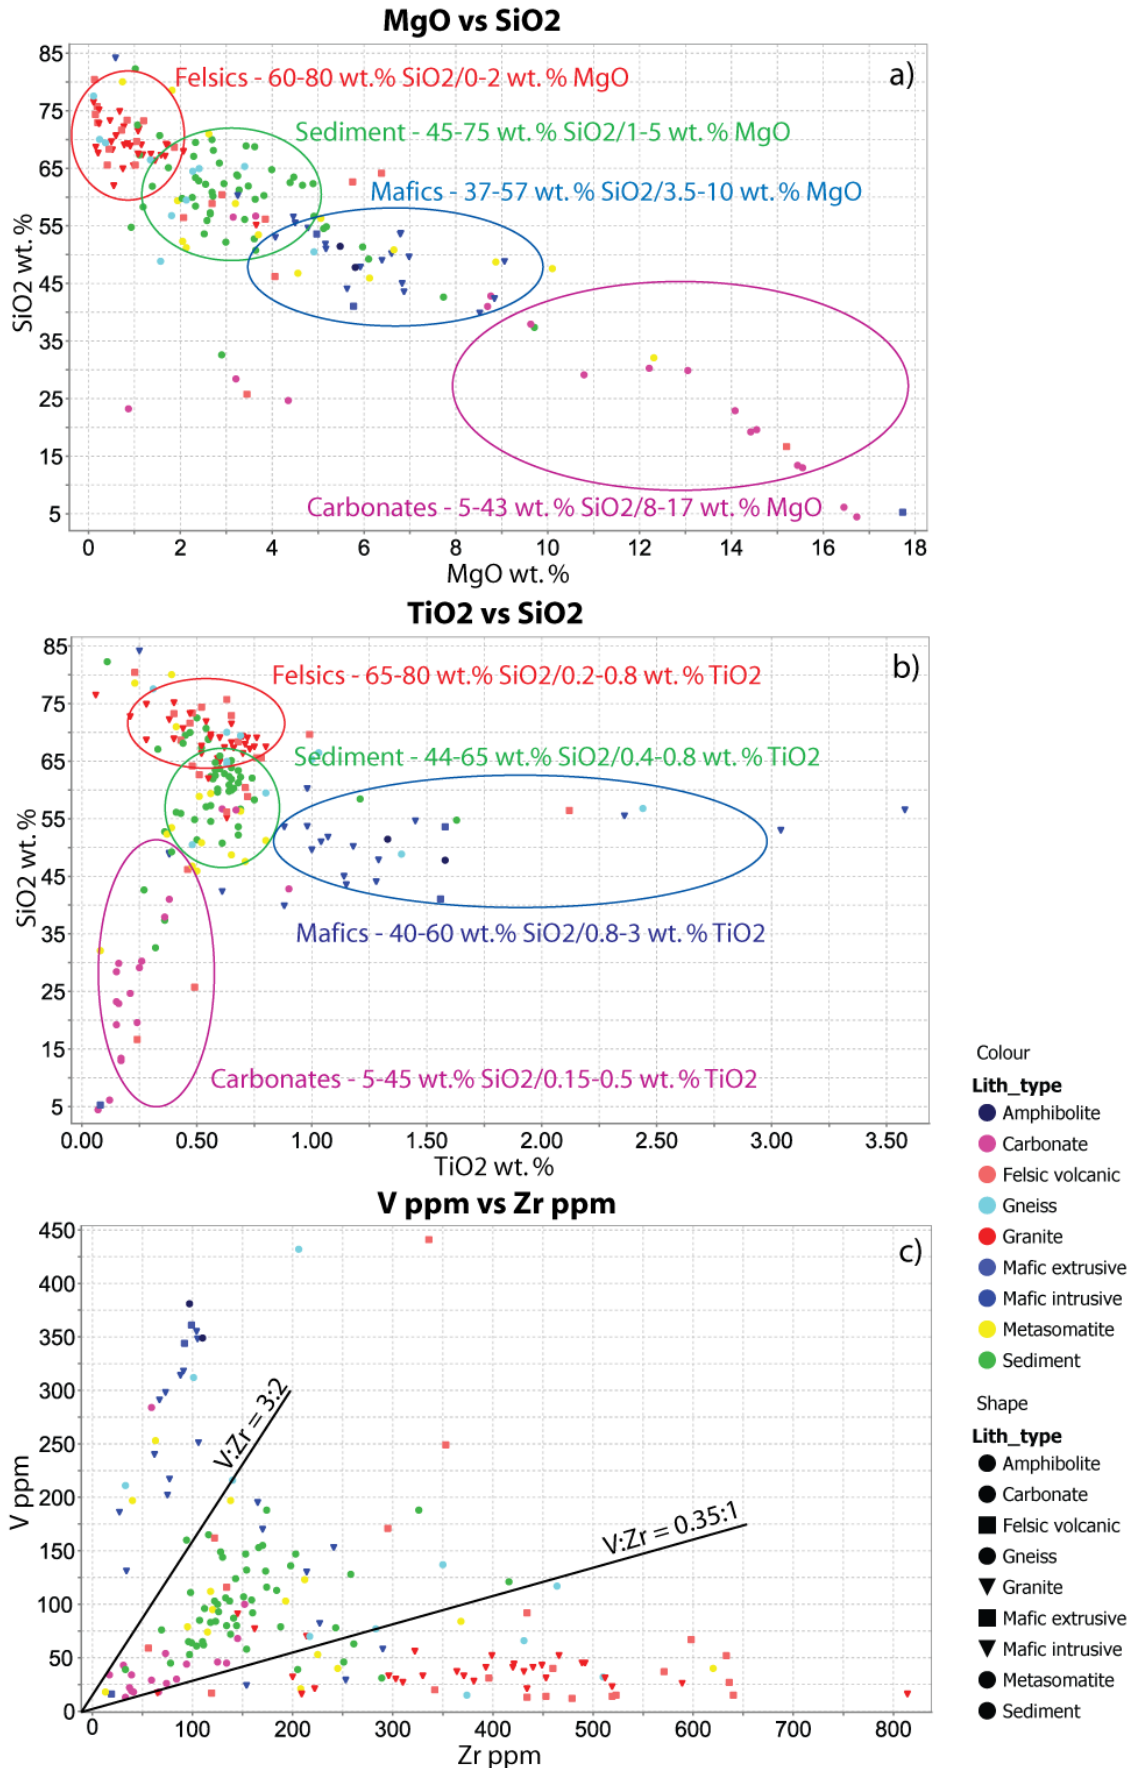 MgO vs SiO2
a)
Felsics - 60-80 wt.% SiO2/0-2 wt.% MgO
Sediment - 45-75 wt.% SiO2/1-5 wt.% MgO
Mafics - 37-57 wt.% SiO2/3.5-10 wt.% MgO
Carbonates - 5-43 wt.% SiO2/8-17 wt.% MgO
SiO2 wt.%
85
75
65
55
45
35
25
15
5
0 2 4 6 8 10 12 14 16 18
MgO wt.%
TiO2 vs SiO2
b)
Felsics - 65-80 wt.% SiO2/0.2-0.8 wt.% TiO2
Sediment - 44-65 wt.% SiO2/0.4-0.8 wt.% TiO2
Mafics - 40-60 wt.% SiO2/0.8-3 wt.% TiO2
Carbonates - 5-45 wt.% SiO2/0.15-0.5 wt.% TiO2
SiO2 wt.%
85
75
65
55
45
35
25
15
5
0.00 0.50 1.00 1.50 2.00 2.50 3.00 3.50
TiO2 wt.%
V ppm vs Zr ppm
c)
V:Zr = 3:2
V:Zr = 0.35:1
V ppm
450
400
350
300
250
200
150
100
50
0
0 100 200 300 400 500 600 700 800
Zr ppm
Colour
Lith_type
Amphibolite
Carbonate
Felsic volcanic
Gneiss
Granite
Mafic extrusive
Mafic intrusive
Metasomatite
Sediment
Shape
Lith_type
Amphibolite
Carbonate
Felsic volcanic
Gneiss
Granite
Mafic extrusive
Mafic intrusive
Metasomatite
Sediment